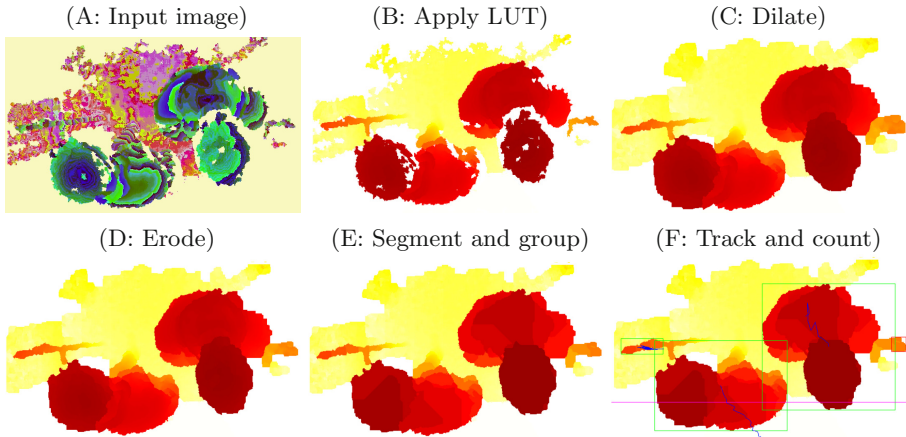 (A: Input image)
(B: Apply LUT)
(C: Dilate)
(D: Erode)
(E: Segment and group)
(F: Track and count)